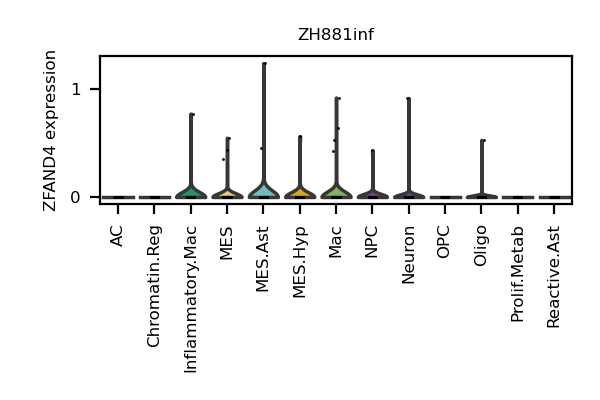 ZH881inf
ZFAND4 expression
1
0
AC
Chromatin.Reg
Inflammatory.Mac
MES
MES.Ast
MES.Hyp
Mac
NPC
Neuron
OPC
Oligo
Prolif.Metab
Reactive.Ast